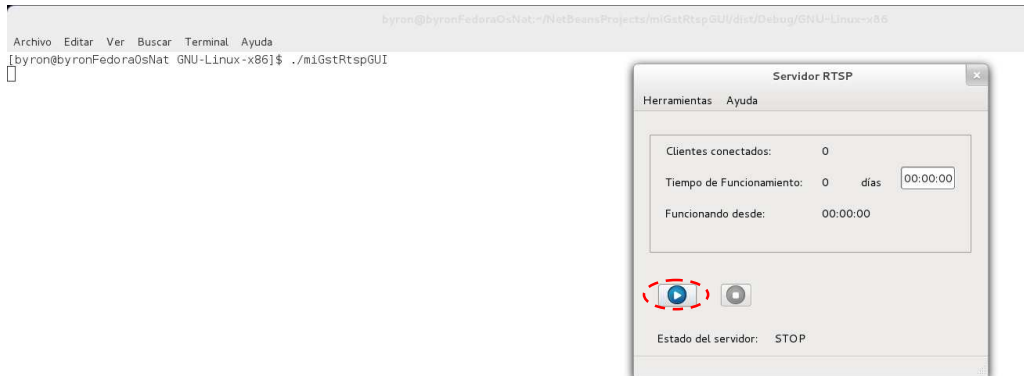 byron@byronFedoraOsNat:~/NetBeansProjects/miGstRtspGUI/dist/Debug/GNU-Linux-x86
Archivo Editar Ver Buscar Terminal Ayuda
[byron@byronFedoraOsNat GNU-Linux-x86]$ ./miGstRtspGUI
Servidor RTSP
Herramientas Ayuda
Clientes conectados: 0
Tiempo de Funcionamiento: 0 días 00:00:00
Funcionando desde: 00:00:00
Estado del servidor: STOP